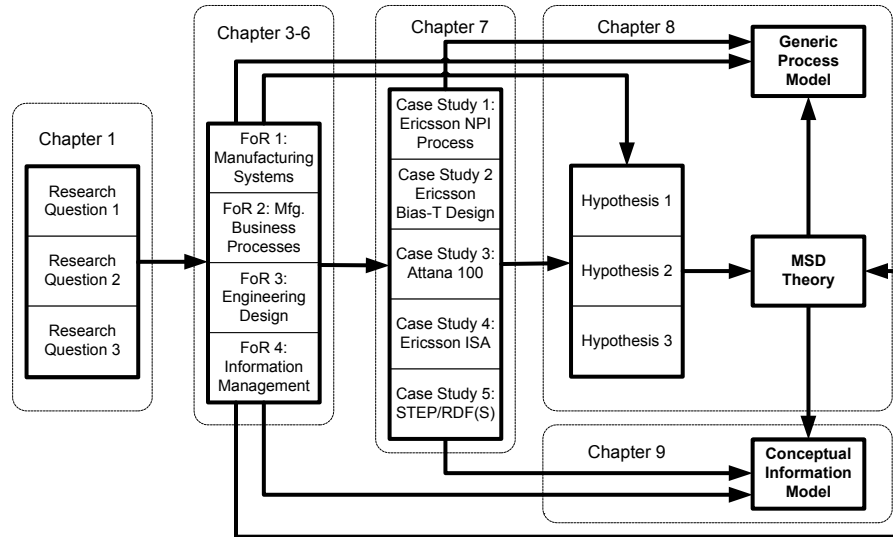 Chapter 1
Research
Question 1
Research
Question 2
Research
Question 3
Chapter 3-6
FoR 1:
Manufacturing
Systems
FoR 2: Mfg.
Business
Processes
FoR 3:
Engineering
Design
FoR 4:
Information
Management
Chapter 7
Case Study 1:
Ericsson NPI
Process
Case Study 2
Ericsson
Bias-T Design
Case Study 3:
Attana 100
Case Study 4:
Ericsson ISA
Case Study 5:
STEP/RDF(S)
Chapter 8
Hypothesis 1
Hypothesis 2
Hypothesis 3
Generic
Process
Model
MSD
Theory
Chapter 9
Conceptual
Information
Model